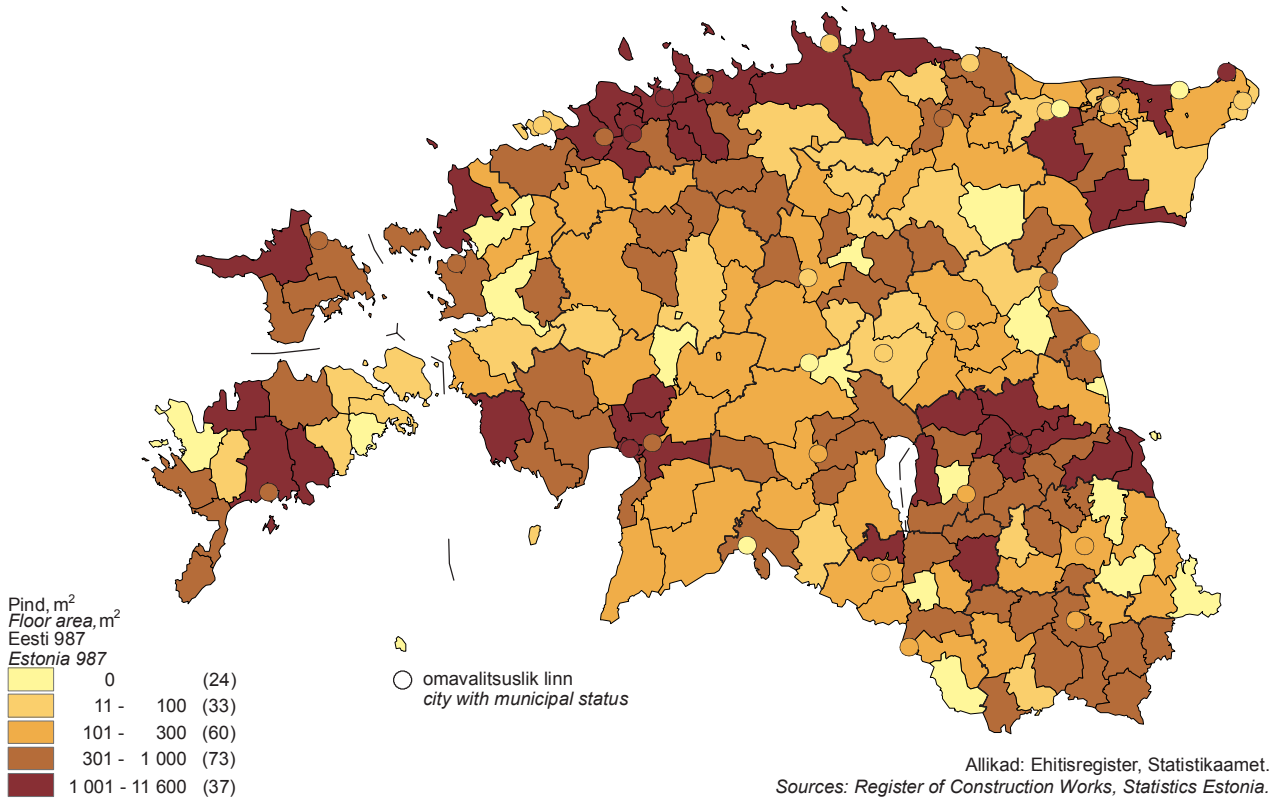 Pind, m²
Floor area, m²
Eesti 987
Estonia 987
0 (24)
11 - 100 (33)
101 - 300 (60)
301 - 1 000 (73)
1 001 - 11 600 (37)
omavalitsuslik linn
city with municipal status
Allikad: Ehitisregister, Statistikaamet.
Sources: Register of Construction Works, Statistics Estonia.